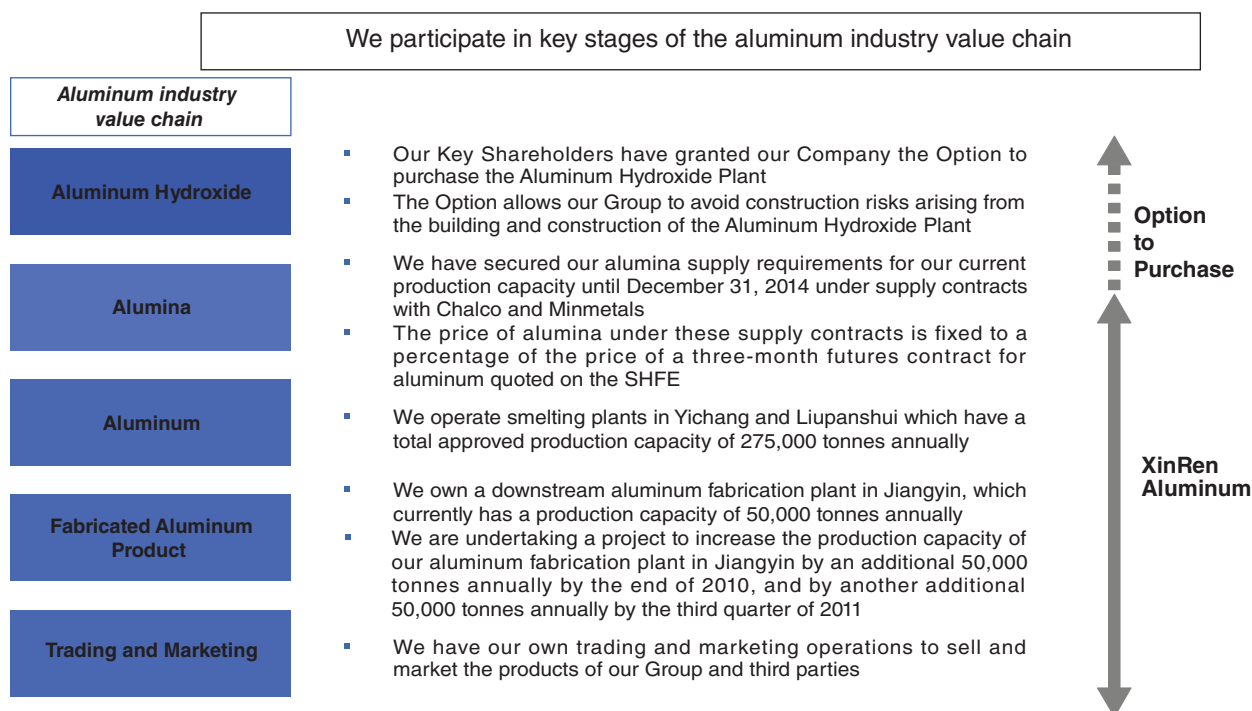 We participate in key stages of the aluminum industry value chain
Aluminum industry
value chain
Aluminum Hydroxide
▪ Our Key Shareholders have granted our Company the Option to
purchase the Aluminum Hydroxide Plant
▪ The Option allows our Group to avoid construction risks arising from
the building and construction of the Aluminum Hydroxide Plant
Option
to
Purchase
Alumina
▪ We have secured our alumina supply requirements for our current
production capacity until December 31, 2014 under supply contracts
with Chalco and Minmetals
▪ The price of alumina under these supply contracts is fixed to a
percentage of the price of a three-month futures contract for
aluminum quoted on the SHFE
Aluminum
▪ We operate smelting plants in Yichang and Liupanshui which have a
total approved production capacity of 275,000 tonnes annually
XinRen
Aluminum
Fabricated Aluminum
Product
▪ We own a downstream aluminum fabrication plant in Jiangyin, which
currently has a production capacity of 50,000 tonnes annually
▪ We are undertaking a project to increase the production capacity of
our aluminum fabrication plant in Jiangyin by an additional 50,000
tonnes annually by the end of 2010, and by another additional
50,000 tonnes annually by the third quarter of 2011
Trading and Marketing
▪ We have our own trading and marketing operations to sell and
market the products of our Group and third parties